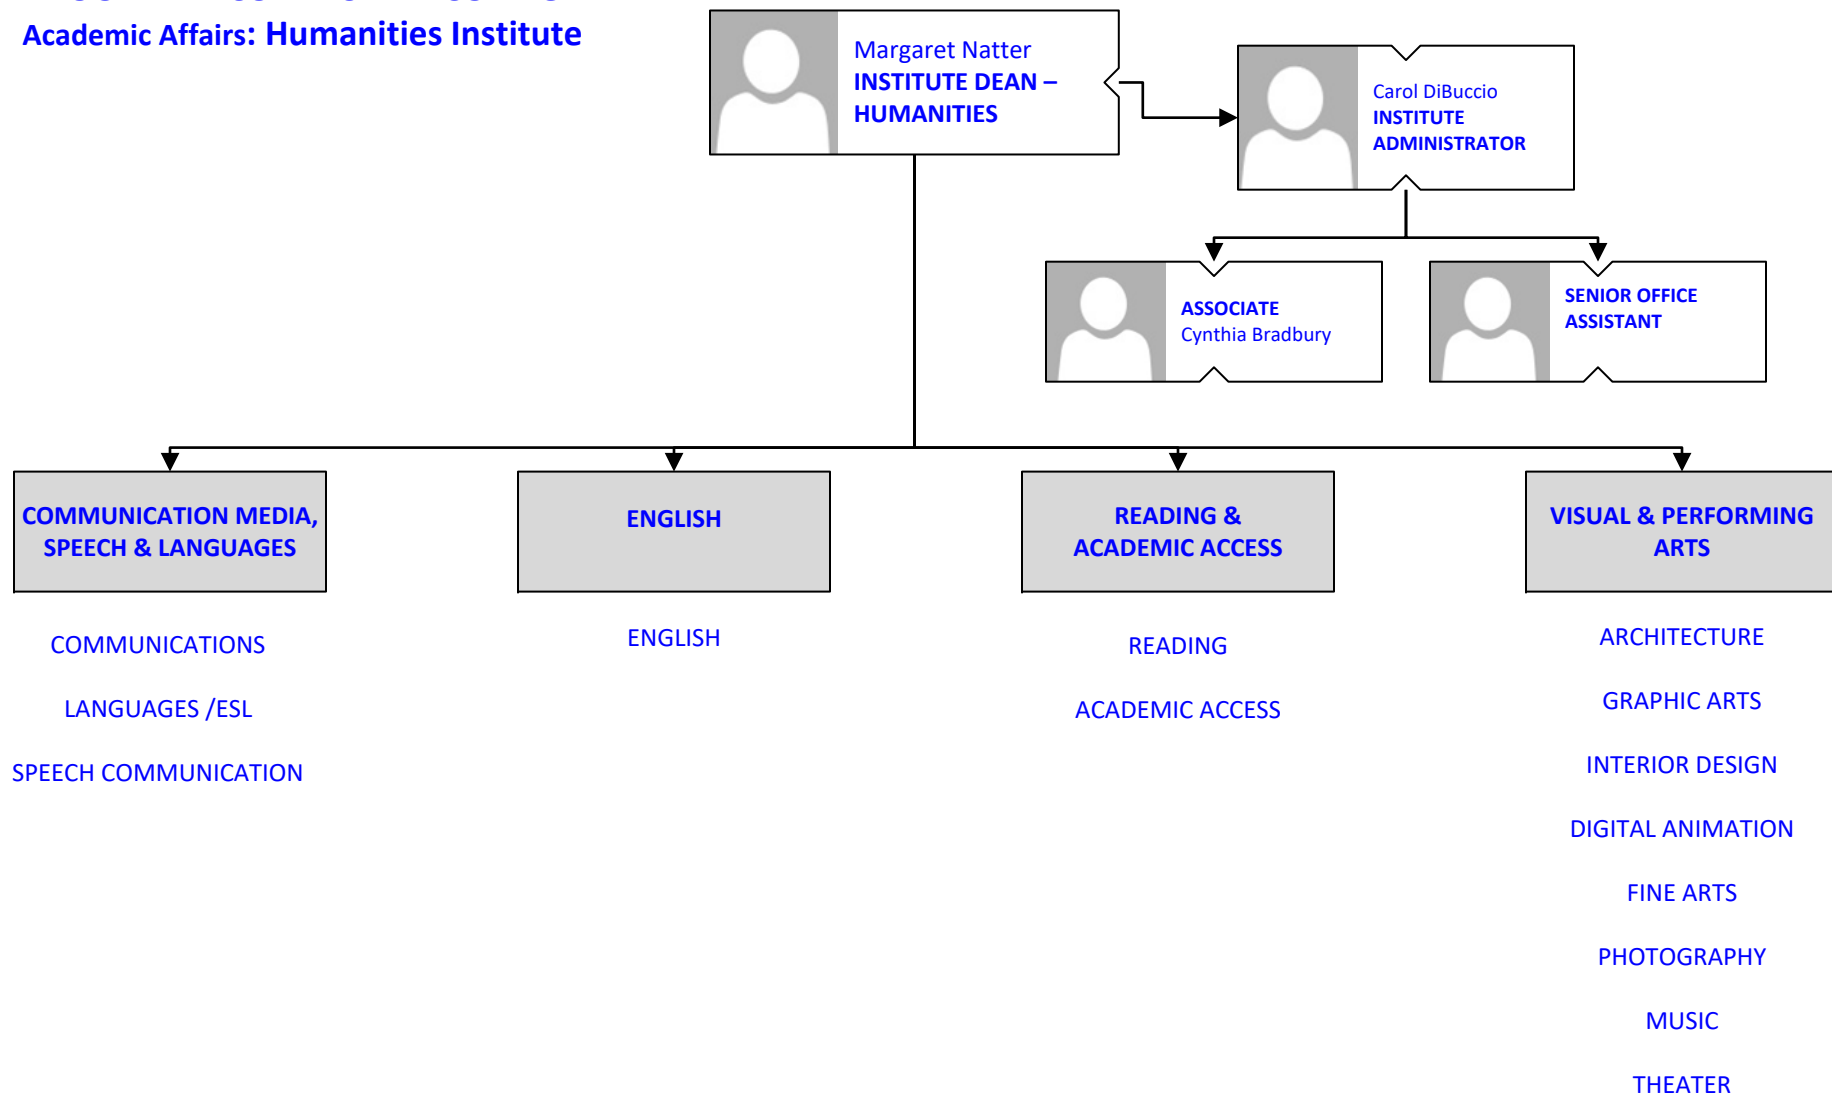 Academic Affairs: Humanities Institute
Margaret Natter
INSTITUTE DEAN –
HUMANITIES
Carol DiBuccio
INSTITUTE
ADMINISTRATOR
ASSOCIATE
Cynthia Bradbury
SENIOR OFFICE
ASSISTANT
COMMUNICATION MEDIA,
SPEECH & LANGUAGES
COMMUNICATIONS
LANGUAGES /ESL
SPEECH COMMUNICATION
ENGLISH
ENGLISH
READING &
ACADEMIC ACCESS
READING
ACADEMIC ACCESS
VISUAL & PERFORMING
ARTS
ARCHITECTURE
GRAPHIC ARTS
INTERIOR DESIGN
DIGITAL ANIMATION
FINE ARTS
PHOTOGRAPHY
MUSIC
THEATER